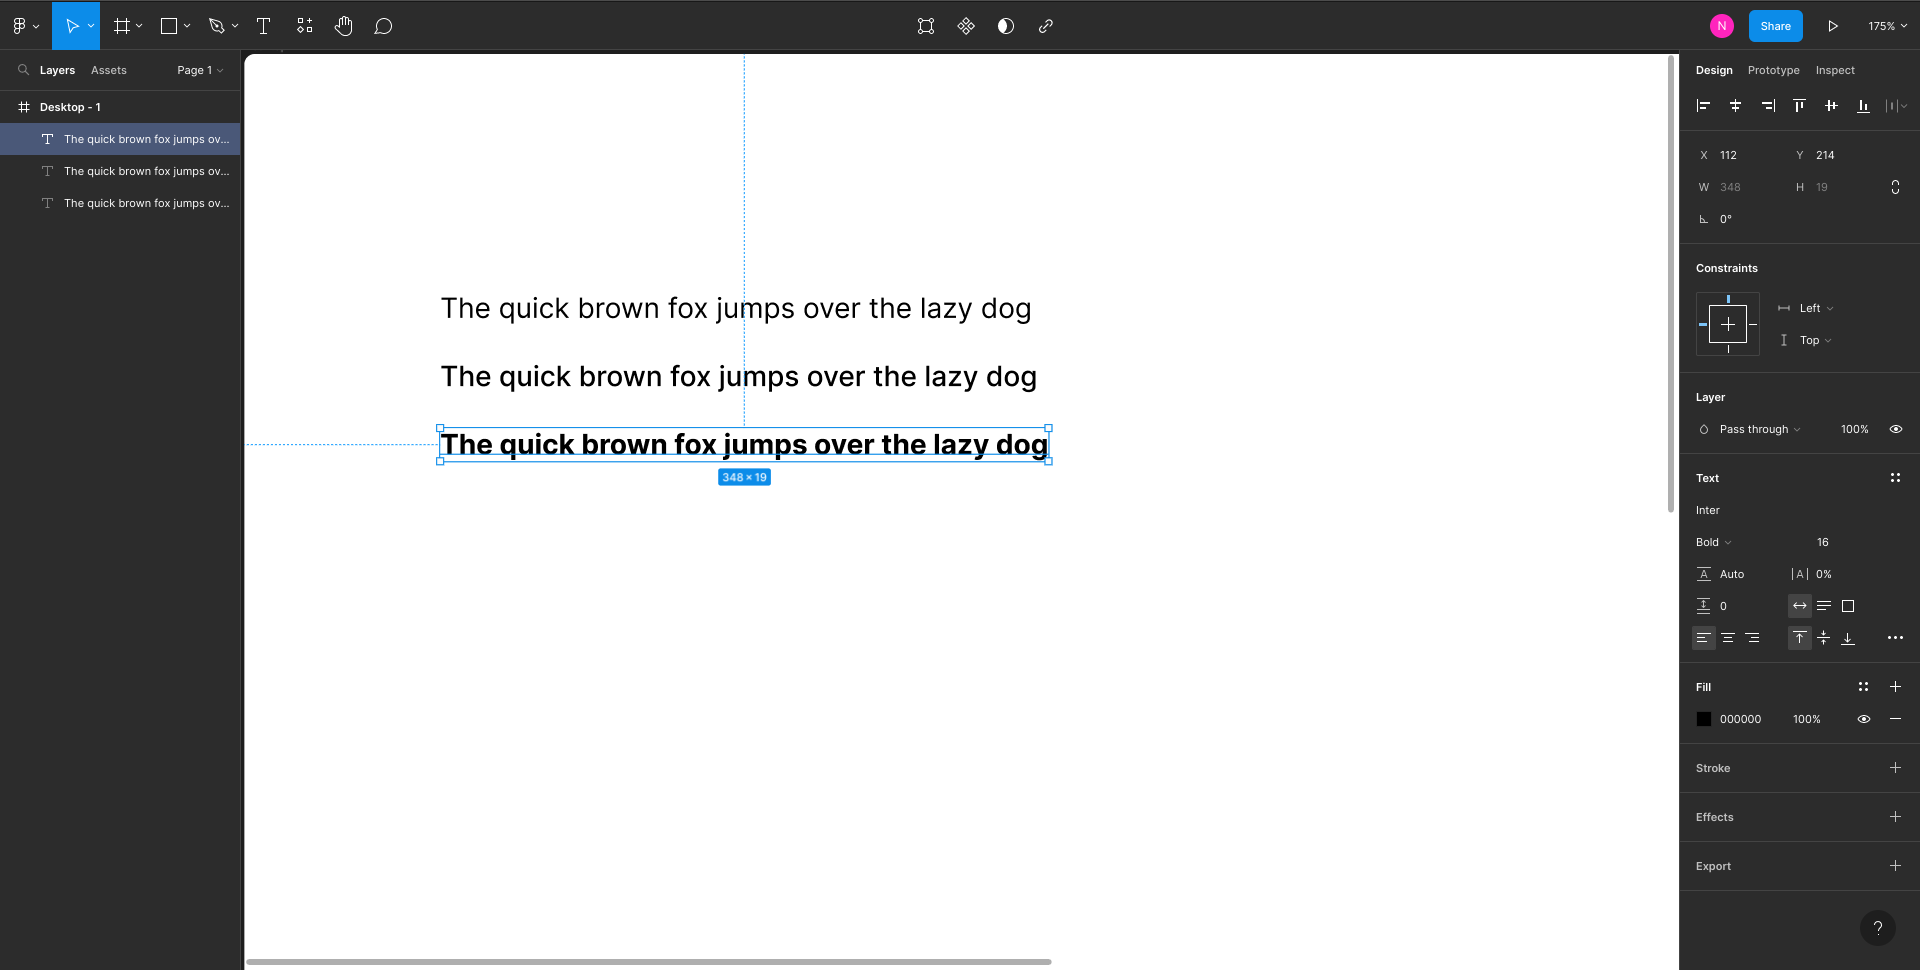 N
Share
175%
Layers
Assets
Page 1
Design
Prototype
Inspect
Desktop - 1
The quick brown fox jumps ov...
The quick brown fox jumps ov...
The quick brown fox jumps ov...
The quick brown fox jumps over the lazy dog
The quick brown fox jumps over the lazy dog
The quick brown fox jumps over the lazy dog
348 × 19
X 112 Y 214
W 348 H 19
0°
Constraints
Left
Top
Layer
Pass through 100%
Text
Inter
Bold 16
Auto 0%
0
Fill
000000 100%
Stroke
Effects
Export
?